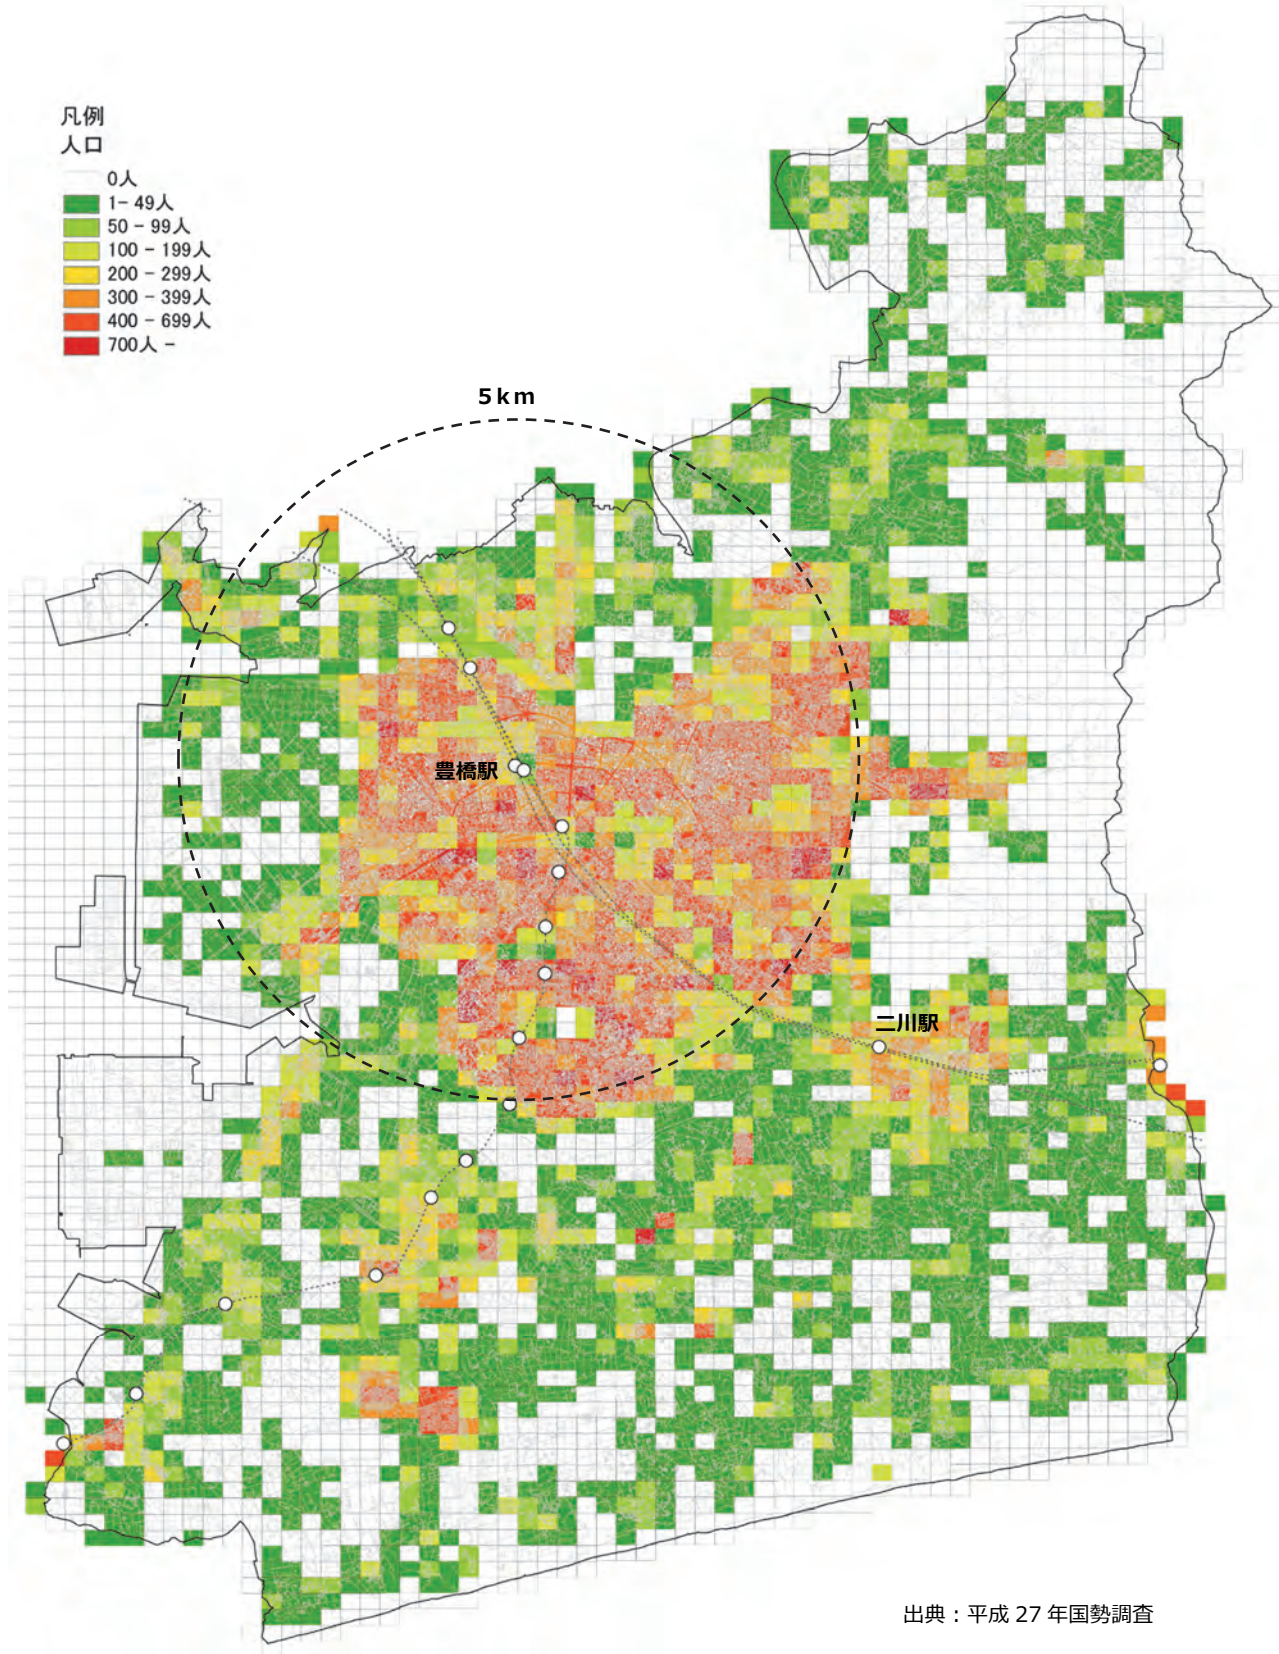 凡例
人口
0人
1- 49人
50 - 99人
100 - 199人
200 - 299人
300 - 399人
400 - 699人
700人 -
5km
豊橋駅
二川駅
出典：平成 27 年国勢調査